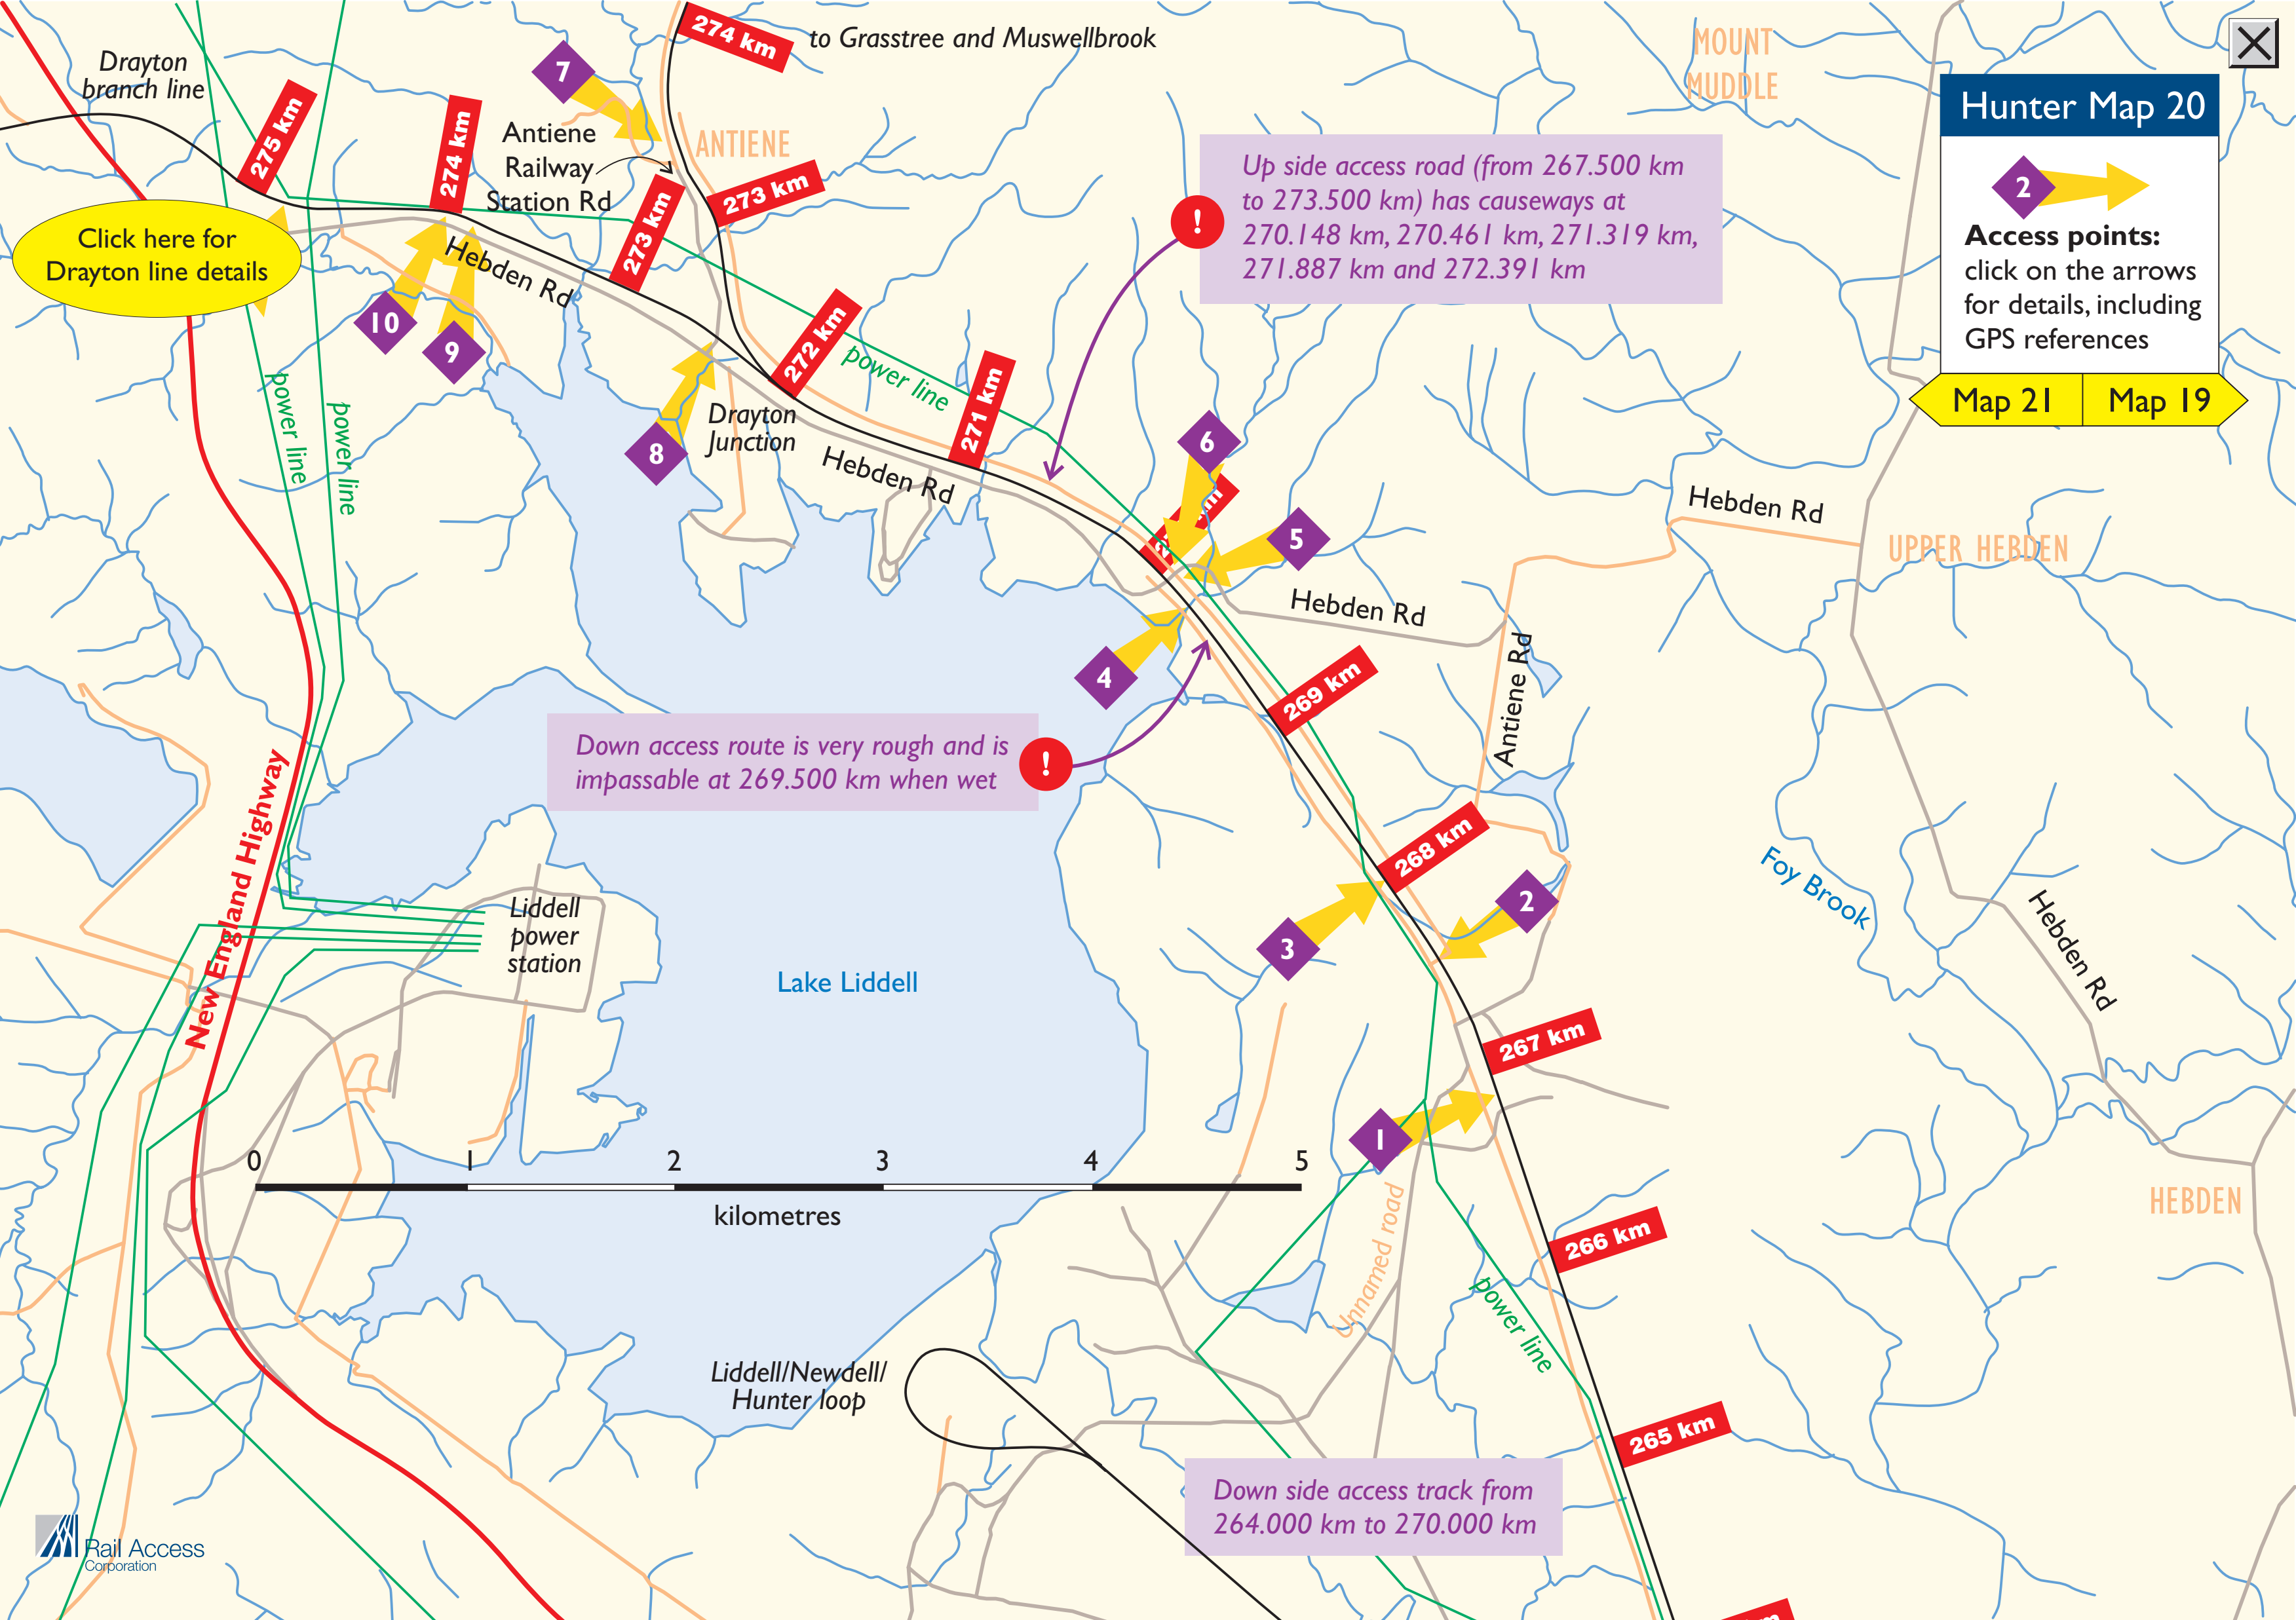 274 km
to Grasstree and Muswellbrook
MOUNT
MUDDLE
Drayton
branch line
7
275 km
274 km
Antiene
Railway
Station Rd
ANTIENE
273 km
273 km
Hunter Map 20
2
Access points:
click on the arrows
for details, including
GPS references
Map 21
Map 19
!
Up side access road (from 267.500 km
to 273.500 km) has causeways at
270.148 km, 270.461 km, 271.319 km,
271.887 km and 272.391 km
Click here for
Drayton line details
Hebden Rd
10
9
272 km
power line
271 km
power line
power line
8
Drayton
Junction
Hebden Rd
6
5
Hebden Rd
UPPER HEBDEN
Hebden Rd
4
269 km
Antiene Rd
Down access route is very rough and is
impassable at 269.500 km when wet
!
New England Highway
268 km
Foy Brook
2
3
Hebden Rd
Liddell
power
station
Lake Liddell
267 km
1
0 1 2 3 4 5
kilometres
Unnamed road
HEBDEN
266 km
power line
Liddell/Newdell/
Hunter loop
265 km
Down side access track from
264.000 km to 270.000 km
Rail Access
Corporation